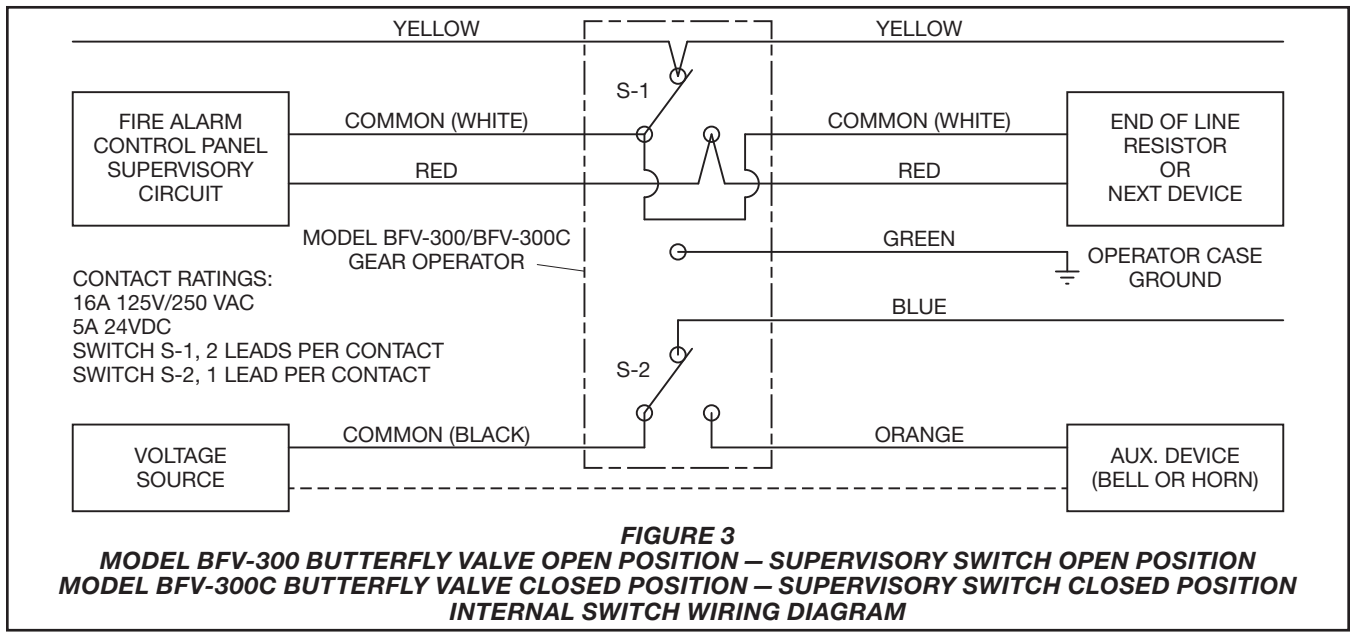 YELLOW
YELLOW
S-1
FIRE ALARM
CONTROL PANEL
SUPERVISORY
CIRCUIT
COMMON (WHITE)
COMMON (WHITE)
RED
RED
END OF LINE
RESISTOR
OR
NEXT DEVICE
MODEL BFV-300/BFV-300C
GEAR OPERATOR
GREEN
OPERATOR CASE
GROUND
CONTACT RATINGS:
16A 125V/250 VAC
5A 24VDC
SWITCH S-1, 2 LEADS PER CONTACT
SWITCH S-2, 1 LEAD PER CONTACT
BLUE
S-2
VOLTAGE
SOURCE
COMMON (BLACK)
ORANGE
AUX. DEVICE
(BELL OR HORN)
FIGURE 3
MODEL BFV-300 BUTTERFLY VALVE OPEN POSITION — SUPERVISORY SWITCH OPEN POSITION
MODEL BFV-300C BUTTERFLY VALVE CLOSED POSITION — SUPERVISORY SWITCH CLOSED POSITION
INTERNAL SWITCH WIRING DIAGRAM